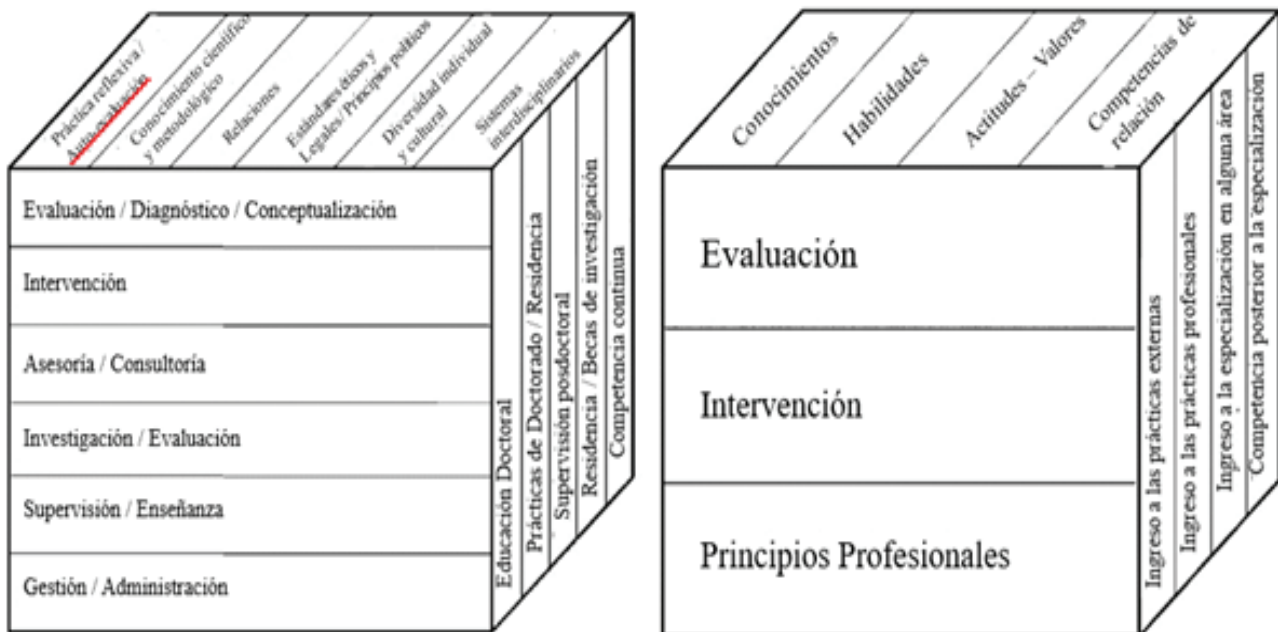 Práctica reflexiva /
Auto-evaluación
Conocimiento científico
y metodológico
Relaciones
Estándares éticos y
Legales/ Principios políticos
Diversidad individual
y cultural
Sistemas
interdisciplinarios
Evaluación / Diagnóstico / Conceptualización
Intervención
Asesoría / Consultoría
Investigación / Evaluación
Supervisión / Enseñanza
Gestión / Administración
Educación Doctoral
Prácticas de Doctorado / Residencia
Supervisión posdoctoral
Residencia / Becas de investigación
Competencia continua
Conocimientos
Habilidades
Actitudes – Valores
Competencias de
relación
Evaluación
Intervención
Principios Profesionales
Ingreso a las prácticas externas
Ingreso a las prácticas profesionales
Ingreso a la especialización en alguna área
Competencia posterior a la especialización